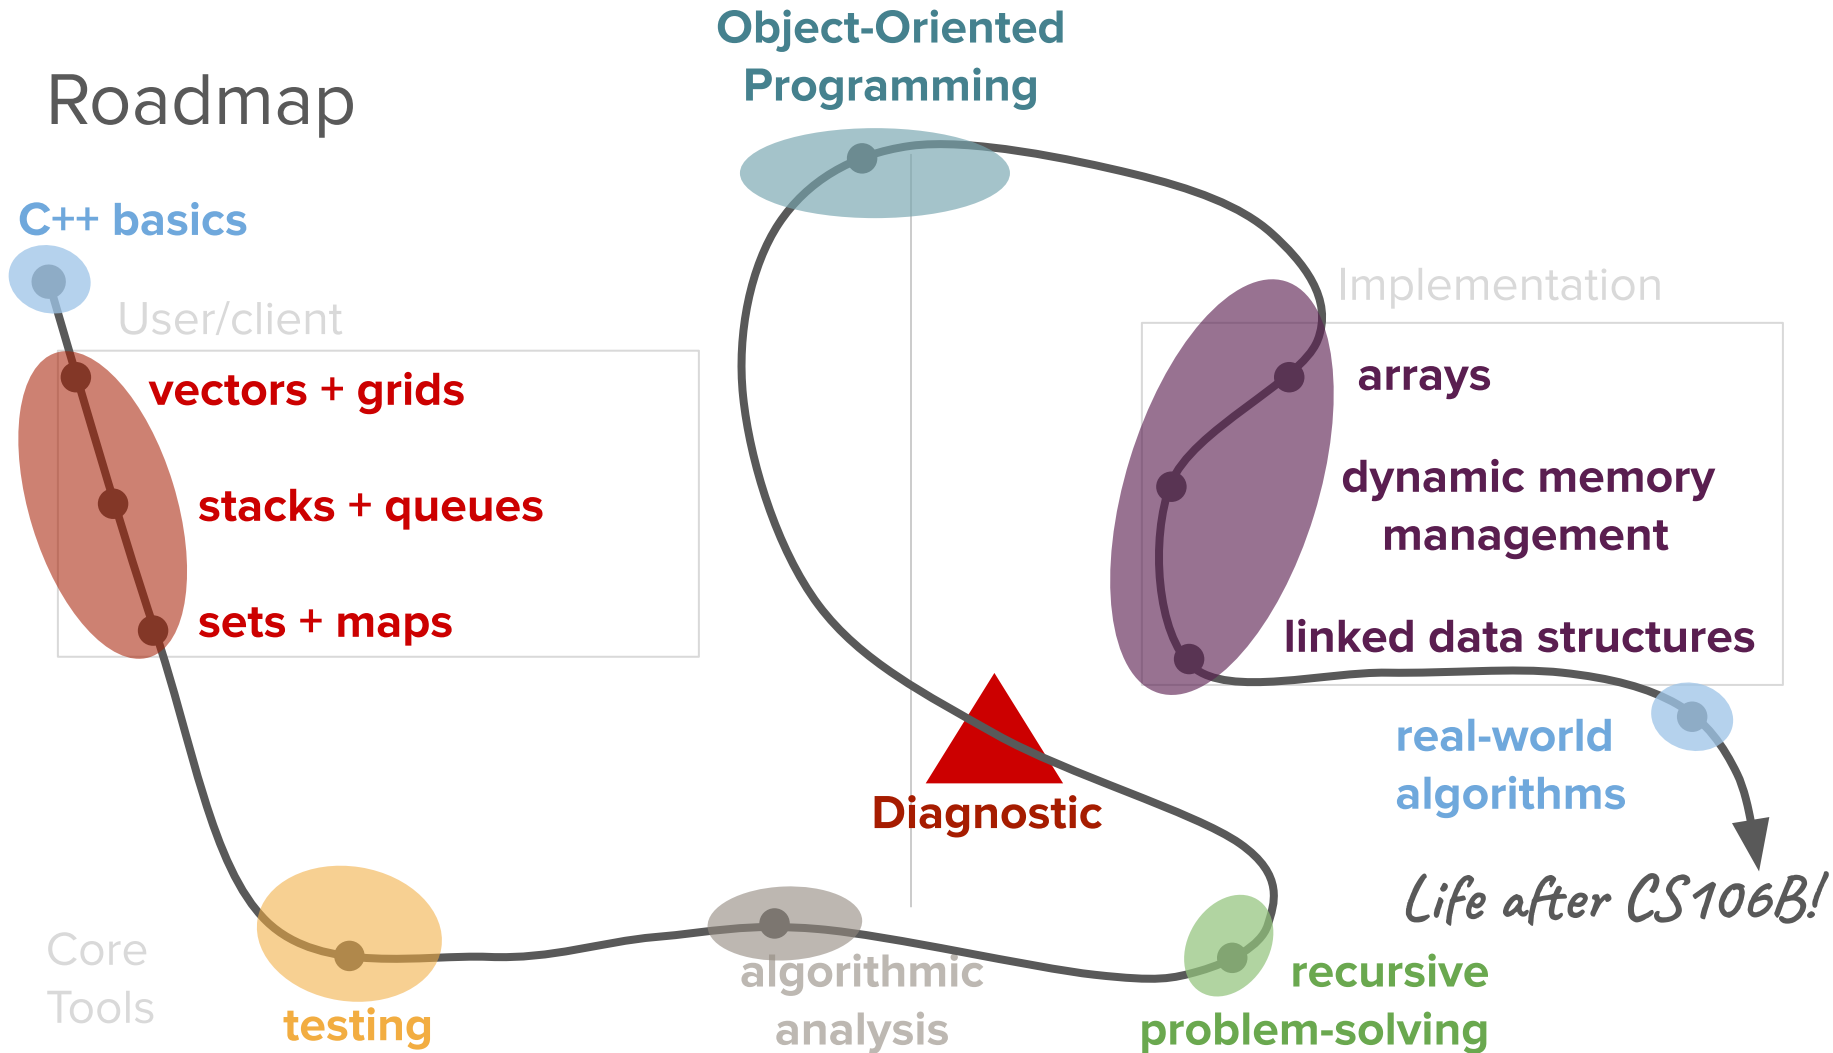 Object-Oriented
Programming
Roadmap
C++ basics
User/client
vectors + grids
stacks + queues
sets + maps
Implementation
arrays
dynamic memory
management
linked data structures
real-world
algorithms
Diagnostic
Life after CS106B!
Core
Tools
testing
algorithmic
analysis
recursive
problem-solving